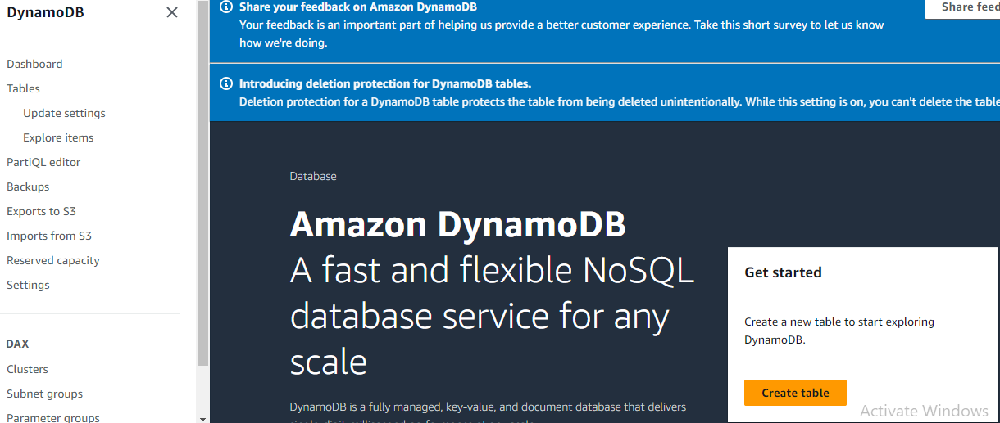 DynamoDB
Dashboard
Tables
Update settings
Explore items
PartiQL editor
Backups
Exports to S3
Imports from S3
Reserved capacity
Settings
DAX
Clusters
Subnet groups
Parameter groups
Share your feedback on Amazon DynamoDB
Your feedback is an important part of helping us provide a better customer experience. Take this short survey to let us know
how we're doing.
Share feed
Introducing deletion protection for DynamoDB tables.
Deletion protection for a DynamoDB table protects the table from being deleted unintentionally. While this setting is on, you can't delete the table
Database
Amazon DynamoDB
A fast and flexible NoSQL
database service for any
scale
DynamoDB is a fully managed, key-value, and document database that delivers
Get started
Create a new table to start exploring
DynamoDB.
Create table
Activate Windows